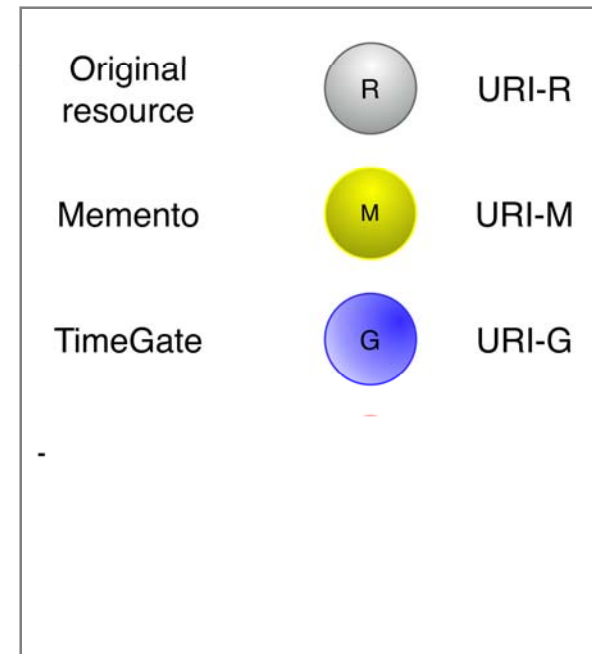 Original
resource
R
URI-R
Memento
M
URI-M
TimeGate
G
URI-G
-